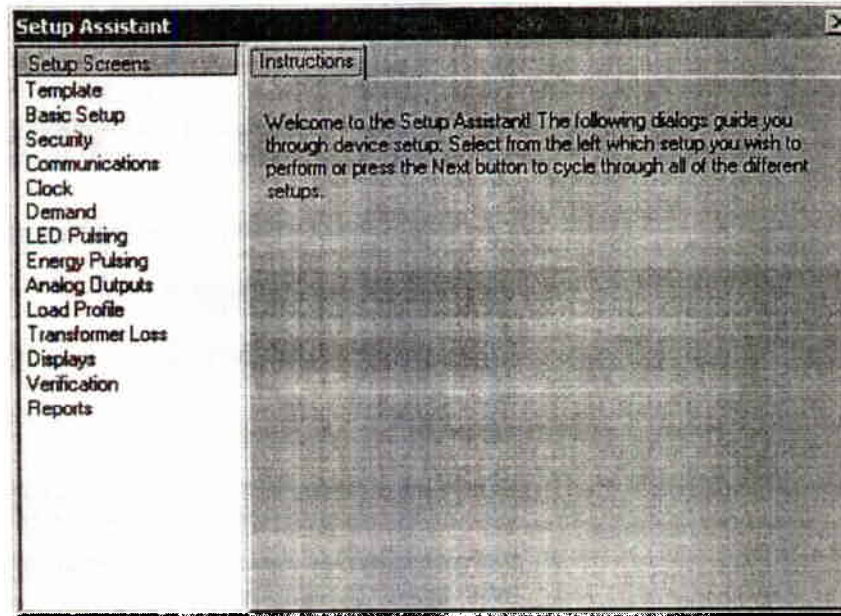 Setup Assistant
Setup Screens
Template
Basic Setup
Security
Communications
Clock
Demand
LED Pulsing
Energy Pulsing
Analog Outputs
Load Profile
Transformer Loss
Displays
Verification
Reports
Instructions
Welcome to the Setup Assistant! The following dialogs guide you
through device setup. Select from the left which setup you wish to
perform or press the Next button to cycle through all of the different
setups.